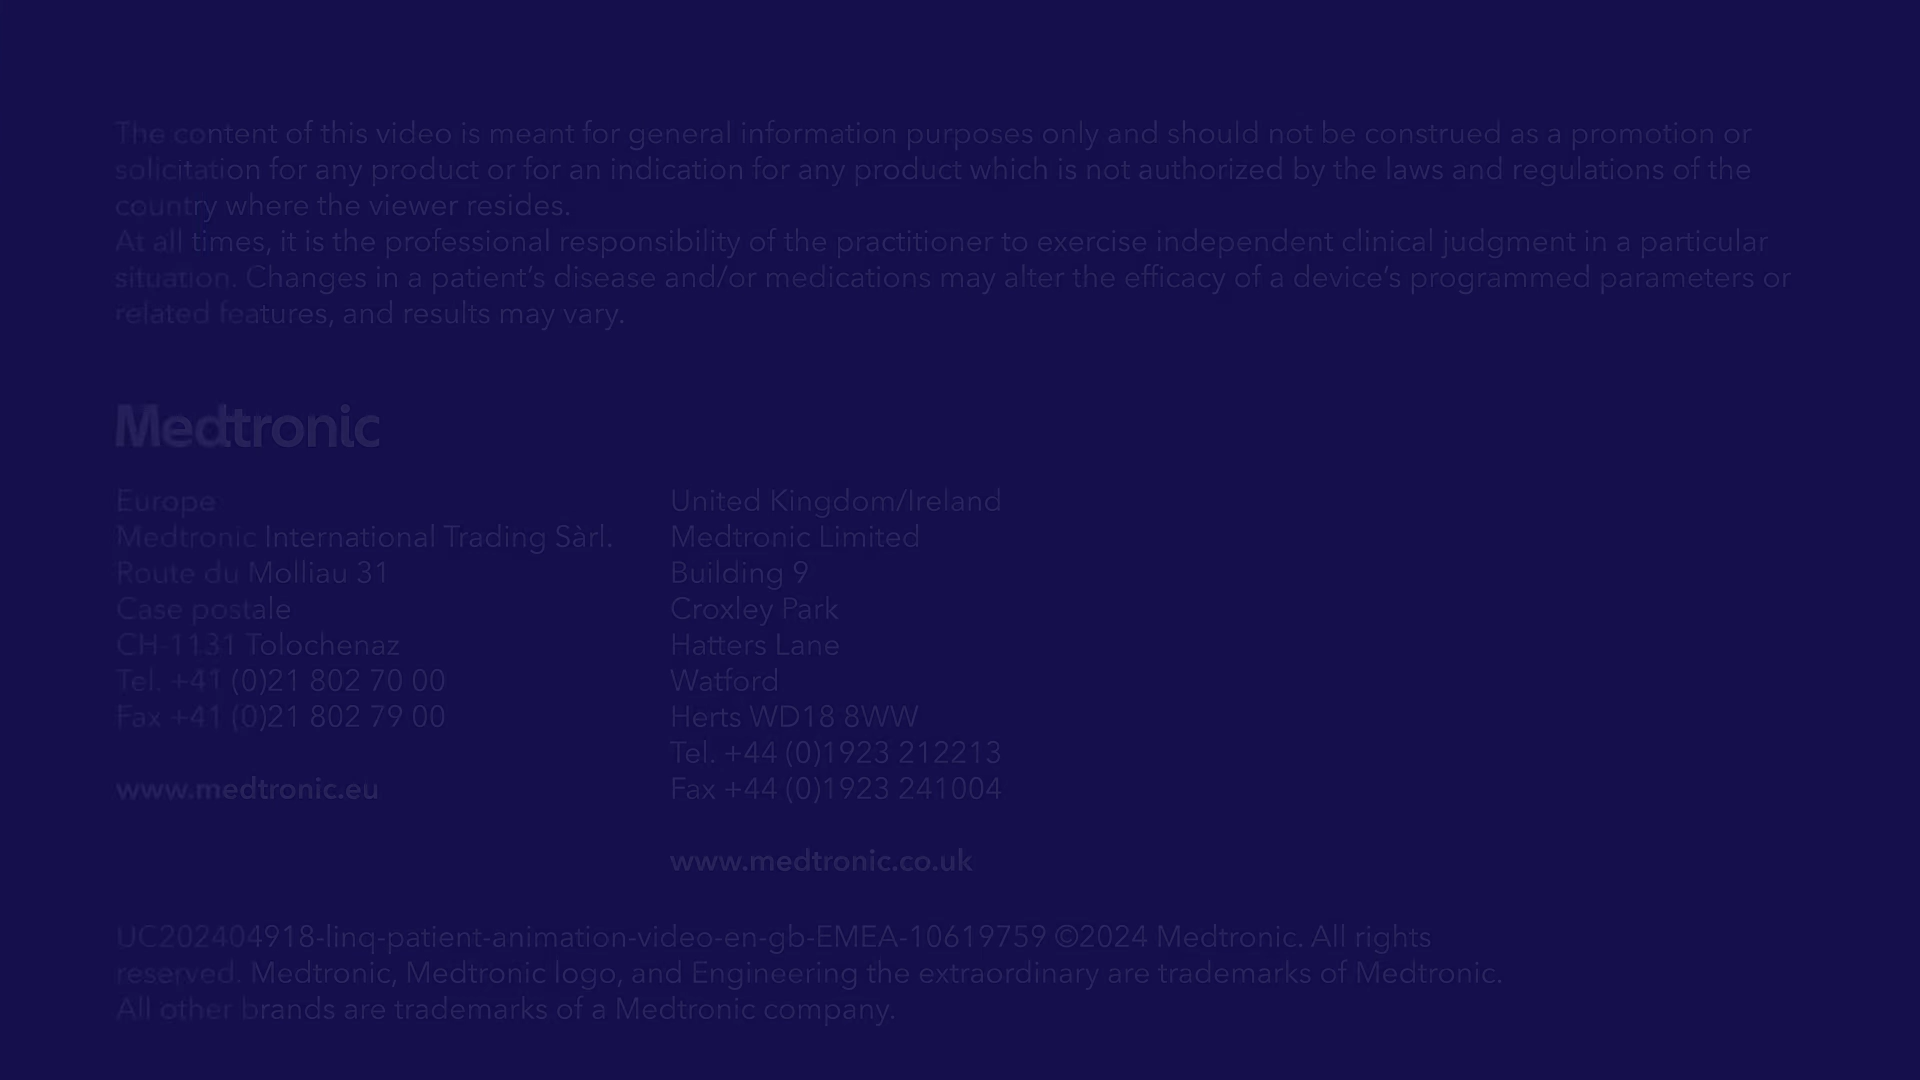 The content of this video is meant for general information purposes only and should not be construed as a promotion or
solicitation for any product or for an indication for any product which is not authorized by the laws and regulations of the
country where the viewer resides.
At all times, it is the professional responsibility of the practitioner to exercise independent clinical judgment in a particular
situation. Changes in a patient’s disease and/or medications may alter the efficacy of a device’s programmed parameters or
related features, and results may vary.
Medtronic
Europe
Medtronic International Trading Sàrl.
Route du Molliau 31
Case postale
CH-1131 Tolochenaz
Tel. +41 (0)21 802 70 00
Fax +41 (0)21 802 79 00
www.medtronic.eu
United Kingdom/Ireland
Medtronic Limited
Building 9
Croxley Park
Hatters Lane
Watford
Herts WD18 8WW
Tel. +44 (0)1923 212213
Fax +44 (0)1923 241004
www.medtronic.co.uk
UC202404918-linq-patient-animation-video-en-gb-EMEA-10619759 ©2024 Medtronic. All rights
reserved. Medtronic, Medtronic logo, and Engineering the extraordinary are trademarks of Medtronic.
All other brands are trademarks of a Medtronic company.